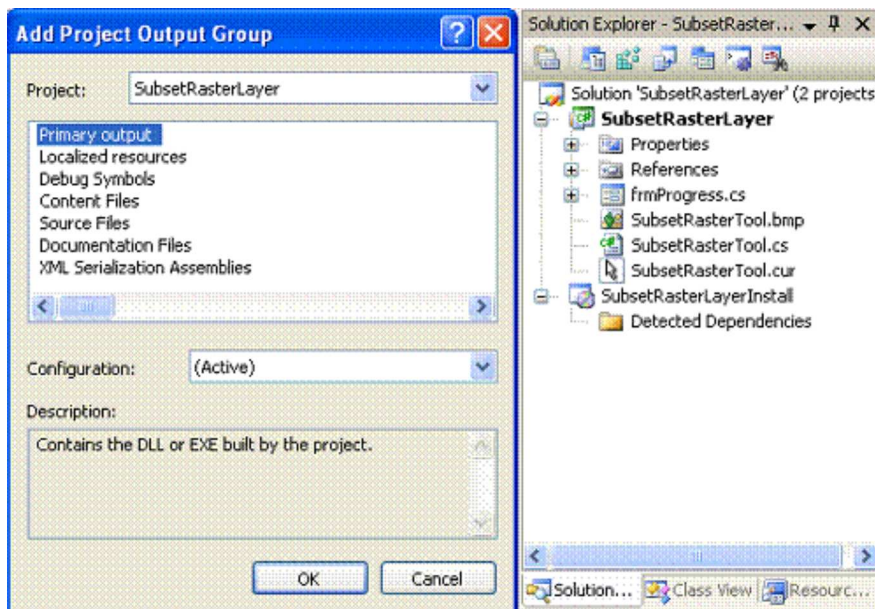 Add Project Output Group
Project:
SubsetRasterLayer
Primary output
Localized resources
Debug Symbols
Content Files
Source Files
Documentation Files
XML Serialization Assemblies
Configuration:
(Active)
Description:
Contains the DLL or EXE built by the project.
OK
Cancel
Solution Explorer - SubsetRaster...
Solution 'SubsetRasterLayer' (2 projects
SubsetRasterLayer
Properties
References
frmProgress.cs
SubsetRasterTool.bmp
SubsetRasterTool.cs
SubsetRasterTool.cur
SubsetRasterLayerInstall
Detected Dependencies
Solution...
Class View
Resourc...